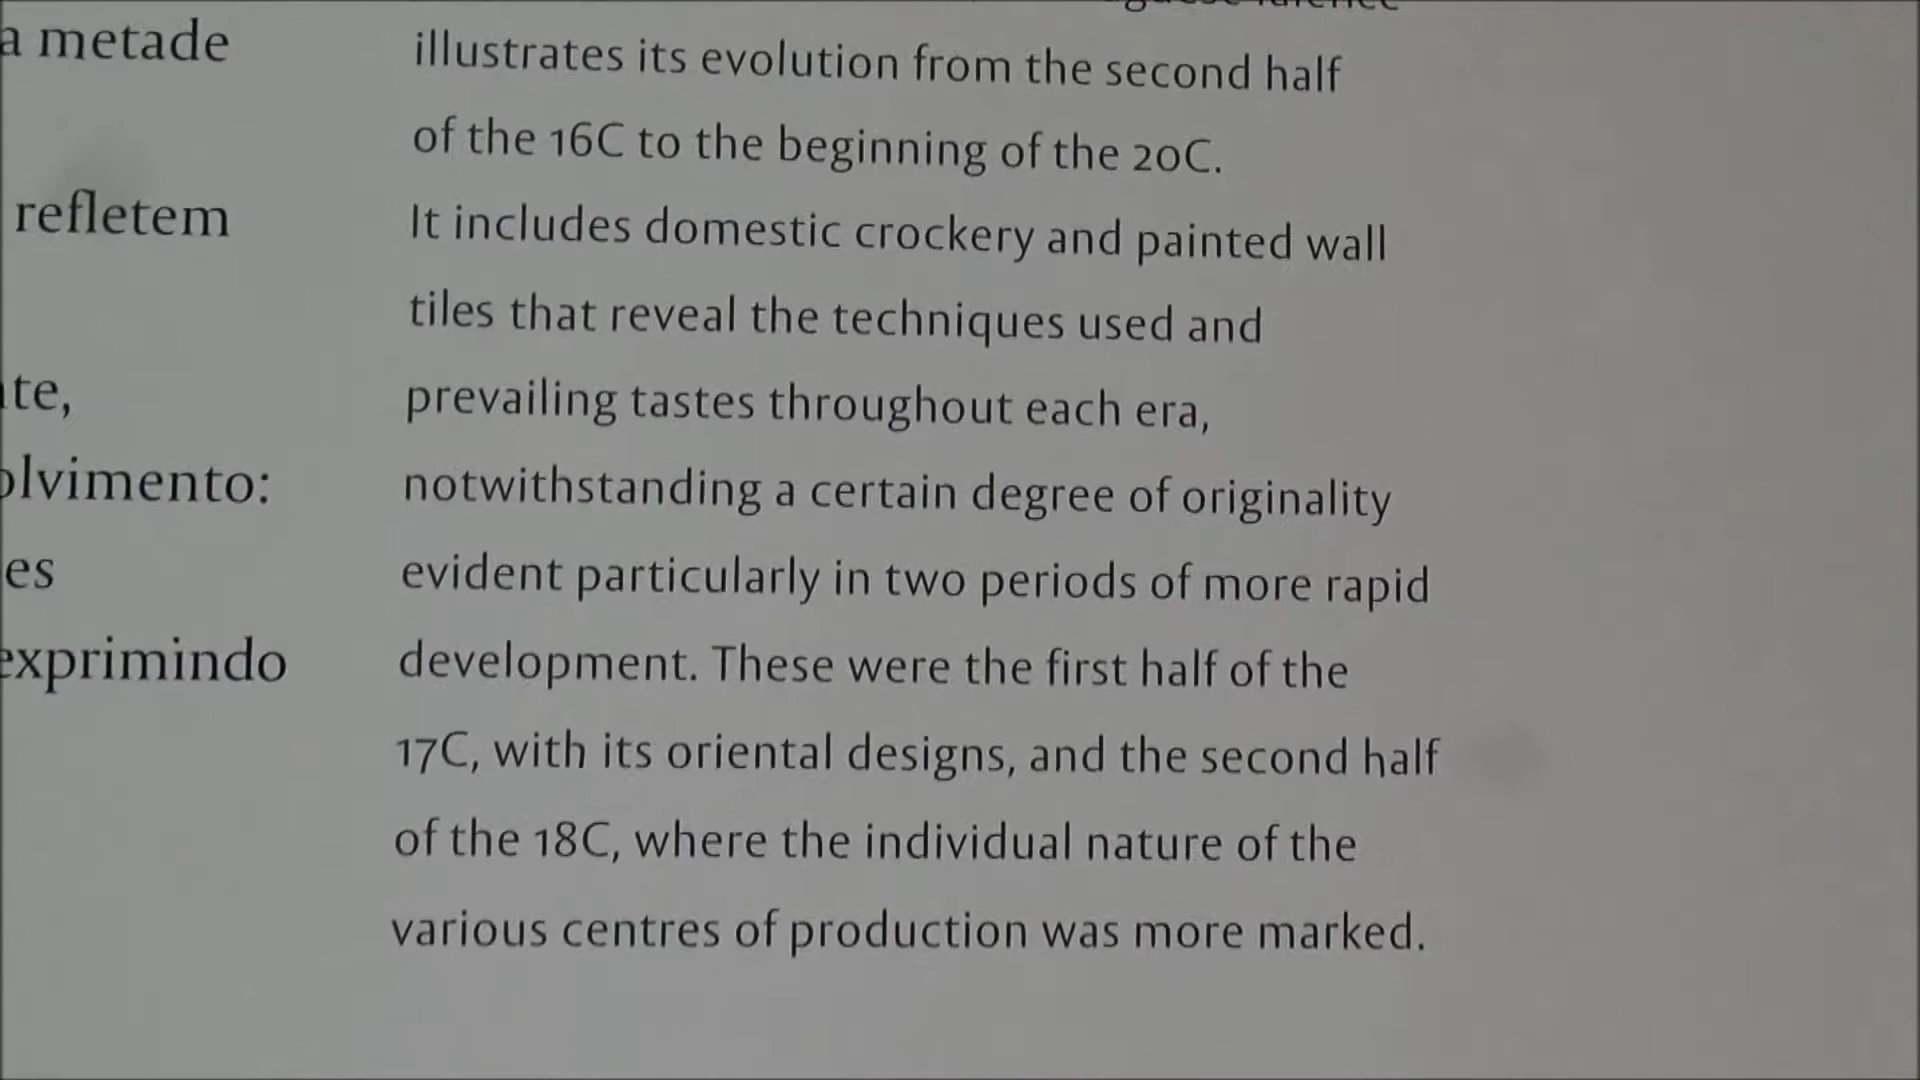 a metade
refletem
te,
olvimento:
es
exprimindo
illustrates its evolution from the second half
of the 16C to the beginning of the 20C.
It includes domestic crockery and painted wall
tiles that reveal the techniques used and
prevailing tastes throughout each era,
notwithstanding a certain degree of originality
evident particularly in two periods of more rapid
development. These were the first half of the
17C, with its oriental designs, and the second half
of the 18C, where the individual nature of the
various centres of production was more marked.